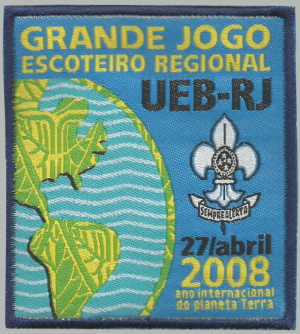 GRANDE JOGO
ESCOTEIRO REGIONAL
UEB-RJ
SEMPRE ALERTA
27/abril
2008
ano internacional
do planeta Terra